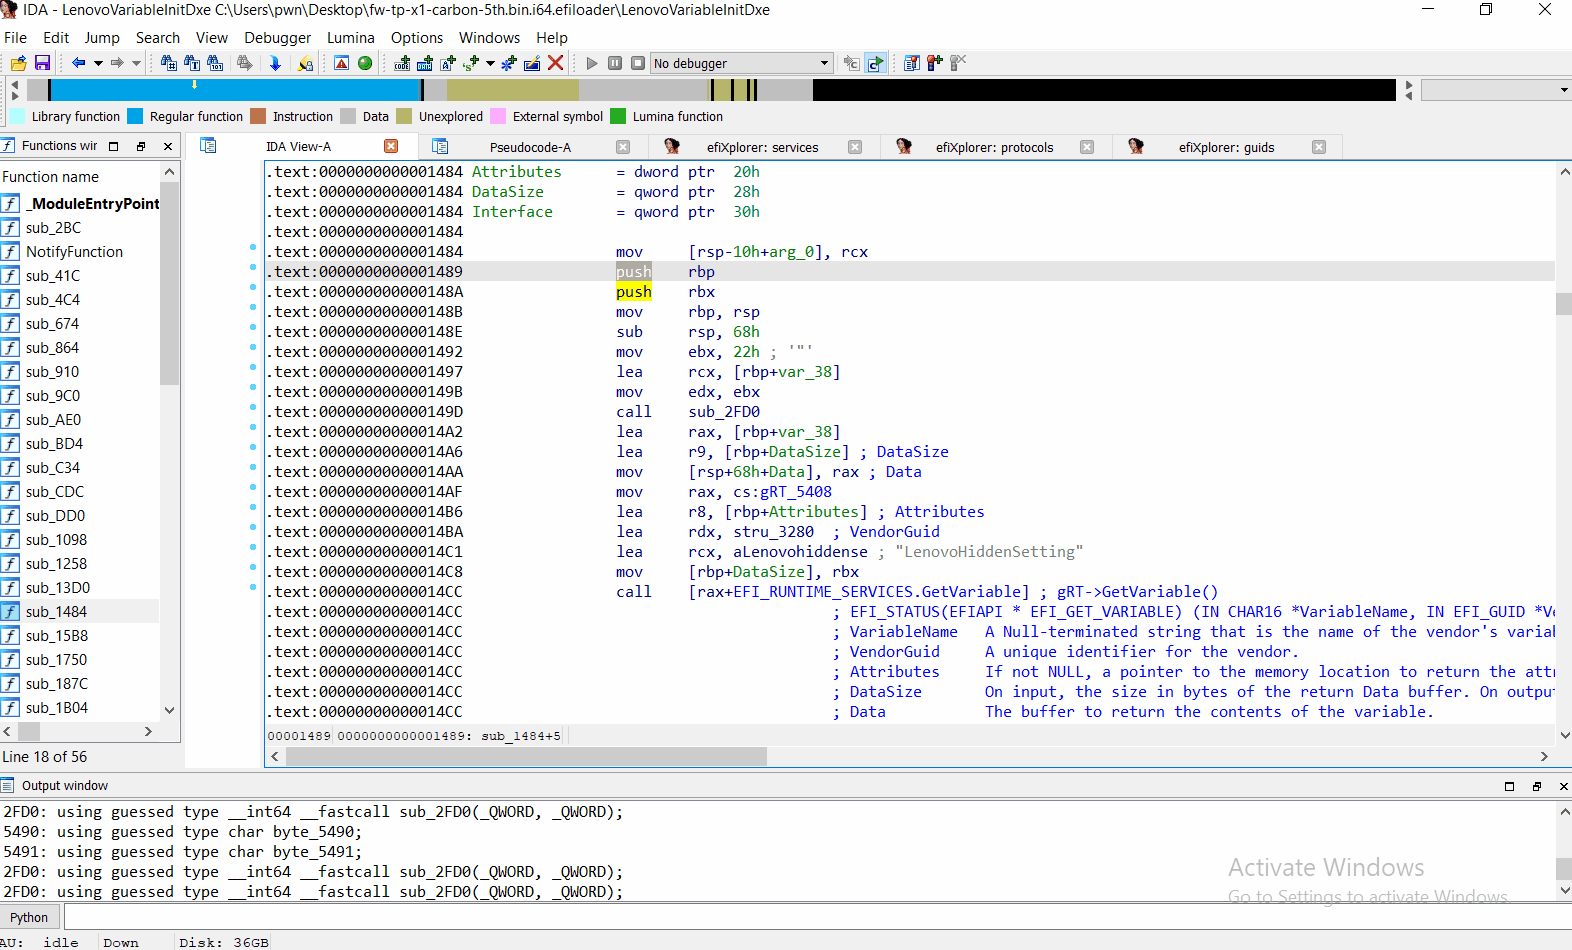 IDA - LenovoVariableInitDxe C:\Users\pwn\Desktop\fw-tp-x1-carbon-5th.bin.i64.efiloader\LenovoVariableInitDxe
File Edit Jump Search View Debugger Lumina Options Windows Help
No debugger
Library function Regular function Instruction Data Unexplored External symbol Lumina function
Functions wir
IDA View-A Pseudocode-A efiXplorer: services efiXplorer: protocols efiXplorer: guids
Function name
_ModuleEntryPoint
sub_2BC
NotifyFunction
sub_41C
sub_4C4
sub_674
sub_864
sub_910
sub_9C0
sub_AE0
sub_BD4
sub_C34
sub_CDC
sub_DD0
sub_1098
sub_1258
sub_13D0
sub_1484
sub_15B8
sub_1750
sub_187C
sub_1B04
Line 18 of 56
.text:0000000000001484 Attributes = dword ptr 20h
.text:0000000000001484 DataSize = qword ptr 28h
.text:0000000000001484 Interface = qword ptr 30h
.text:0000000000001484
.text:0000000000001484 mov [rsp-10h+arg_0], rcx
.text:0000000000001489 push rbp
.text:000000000000148A push rbx
.text:000000000000148B mov rbp, rsp
.text:000000000000148E sub rsp, 68h
.text:0000000000001492 mov ebx, 22h ; '"'
.text:0000000000001497 lea rcx, [rbp+var_38]
.text:000000000000149B mov edx, ebx
.text:000000000000149D call sub_2FD0
.text:00000000000014A2 lea rax, [rbp+var_38]
.text:00000000000014A6 lea r9, [rbp+DataSize] ; DataSize
.text:00000000000014AA mov [rsp+68h+Data], rax ; Data
.text:00000000000014AF mov rax, cs:gRT_5408
.text:00000000000014B6 lea r8, [rbp+Attributes] ; Attributes
.text:00000000000014BA lea rdx, stru_3280 ; VendorGuid
.text:00000000000014C1 lea rcx, aLenovohiddense ; "LenovoHiddenSetting"
.text:00000000000014C8 mov [rbp+DataSize], rbx
.text:00000000000014CC call [rax+EFI_RUNTIME_SERVICES.GetVariable] ; gRT->GetVariable()
.text:00000000000014CC ; EFI_STATUS(EFIAPI * EFI_GET_VARIABLE) (IN CHAR16 *VariableName, IN EFI_GUID *Ve
.text:00000000000014CC ; VariableName A Null-terminated string that is the name of the vendor's varial
.text:00000000000014CC ; VendorGuid A unique identifier for the vendor.
.text:00000000000014CC ; Attributes If not NULL, a pointer to the memory location to return the attr
.text:00000000000014CC ; DataSize On input, the size in bytes of the return Data buffer. On output
.text:00000000000014CC ; Data The buffer to return the contents of the variable.
00001489 0000000000001489: sub_1484+5
Output window
2FD0: using guessed type __int64 __fastcall sub_2FD0(_QWORD, _QWORD);
5490: using guessed type char byte_5490;
5491: using guessed type char byte_5491;
2FD0: using guessed type __int64 __fastcall sub_2FD0(_QWORD, _QWORD);
2FD0: using guessed type __int64 __fastcall sub_2FD0(_QWORD, _QWORD);
Activate Windows
Go to Settings to activate Windows.
Python
AU: idle Down Disk: 36GB